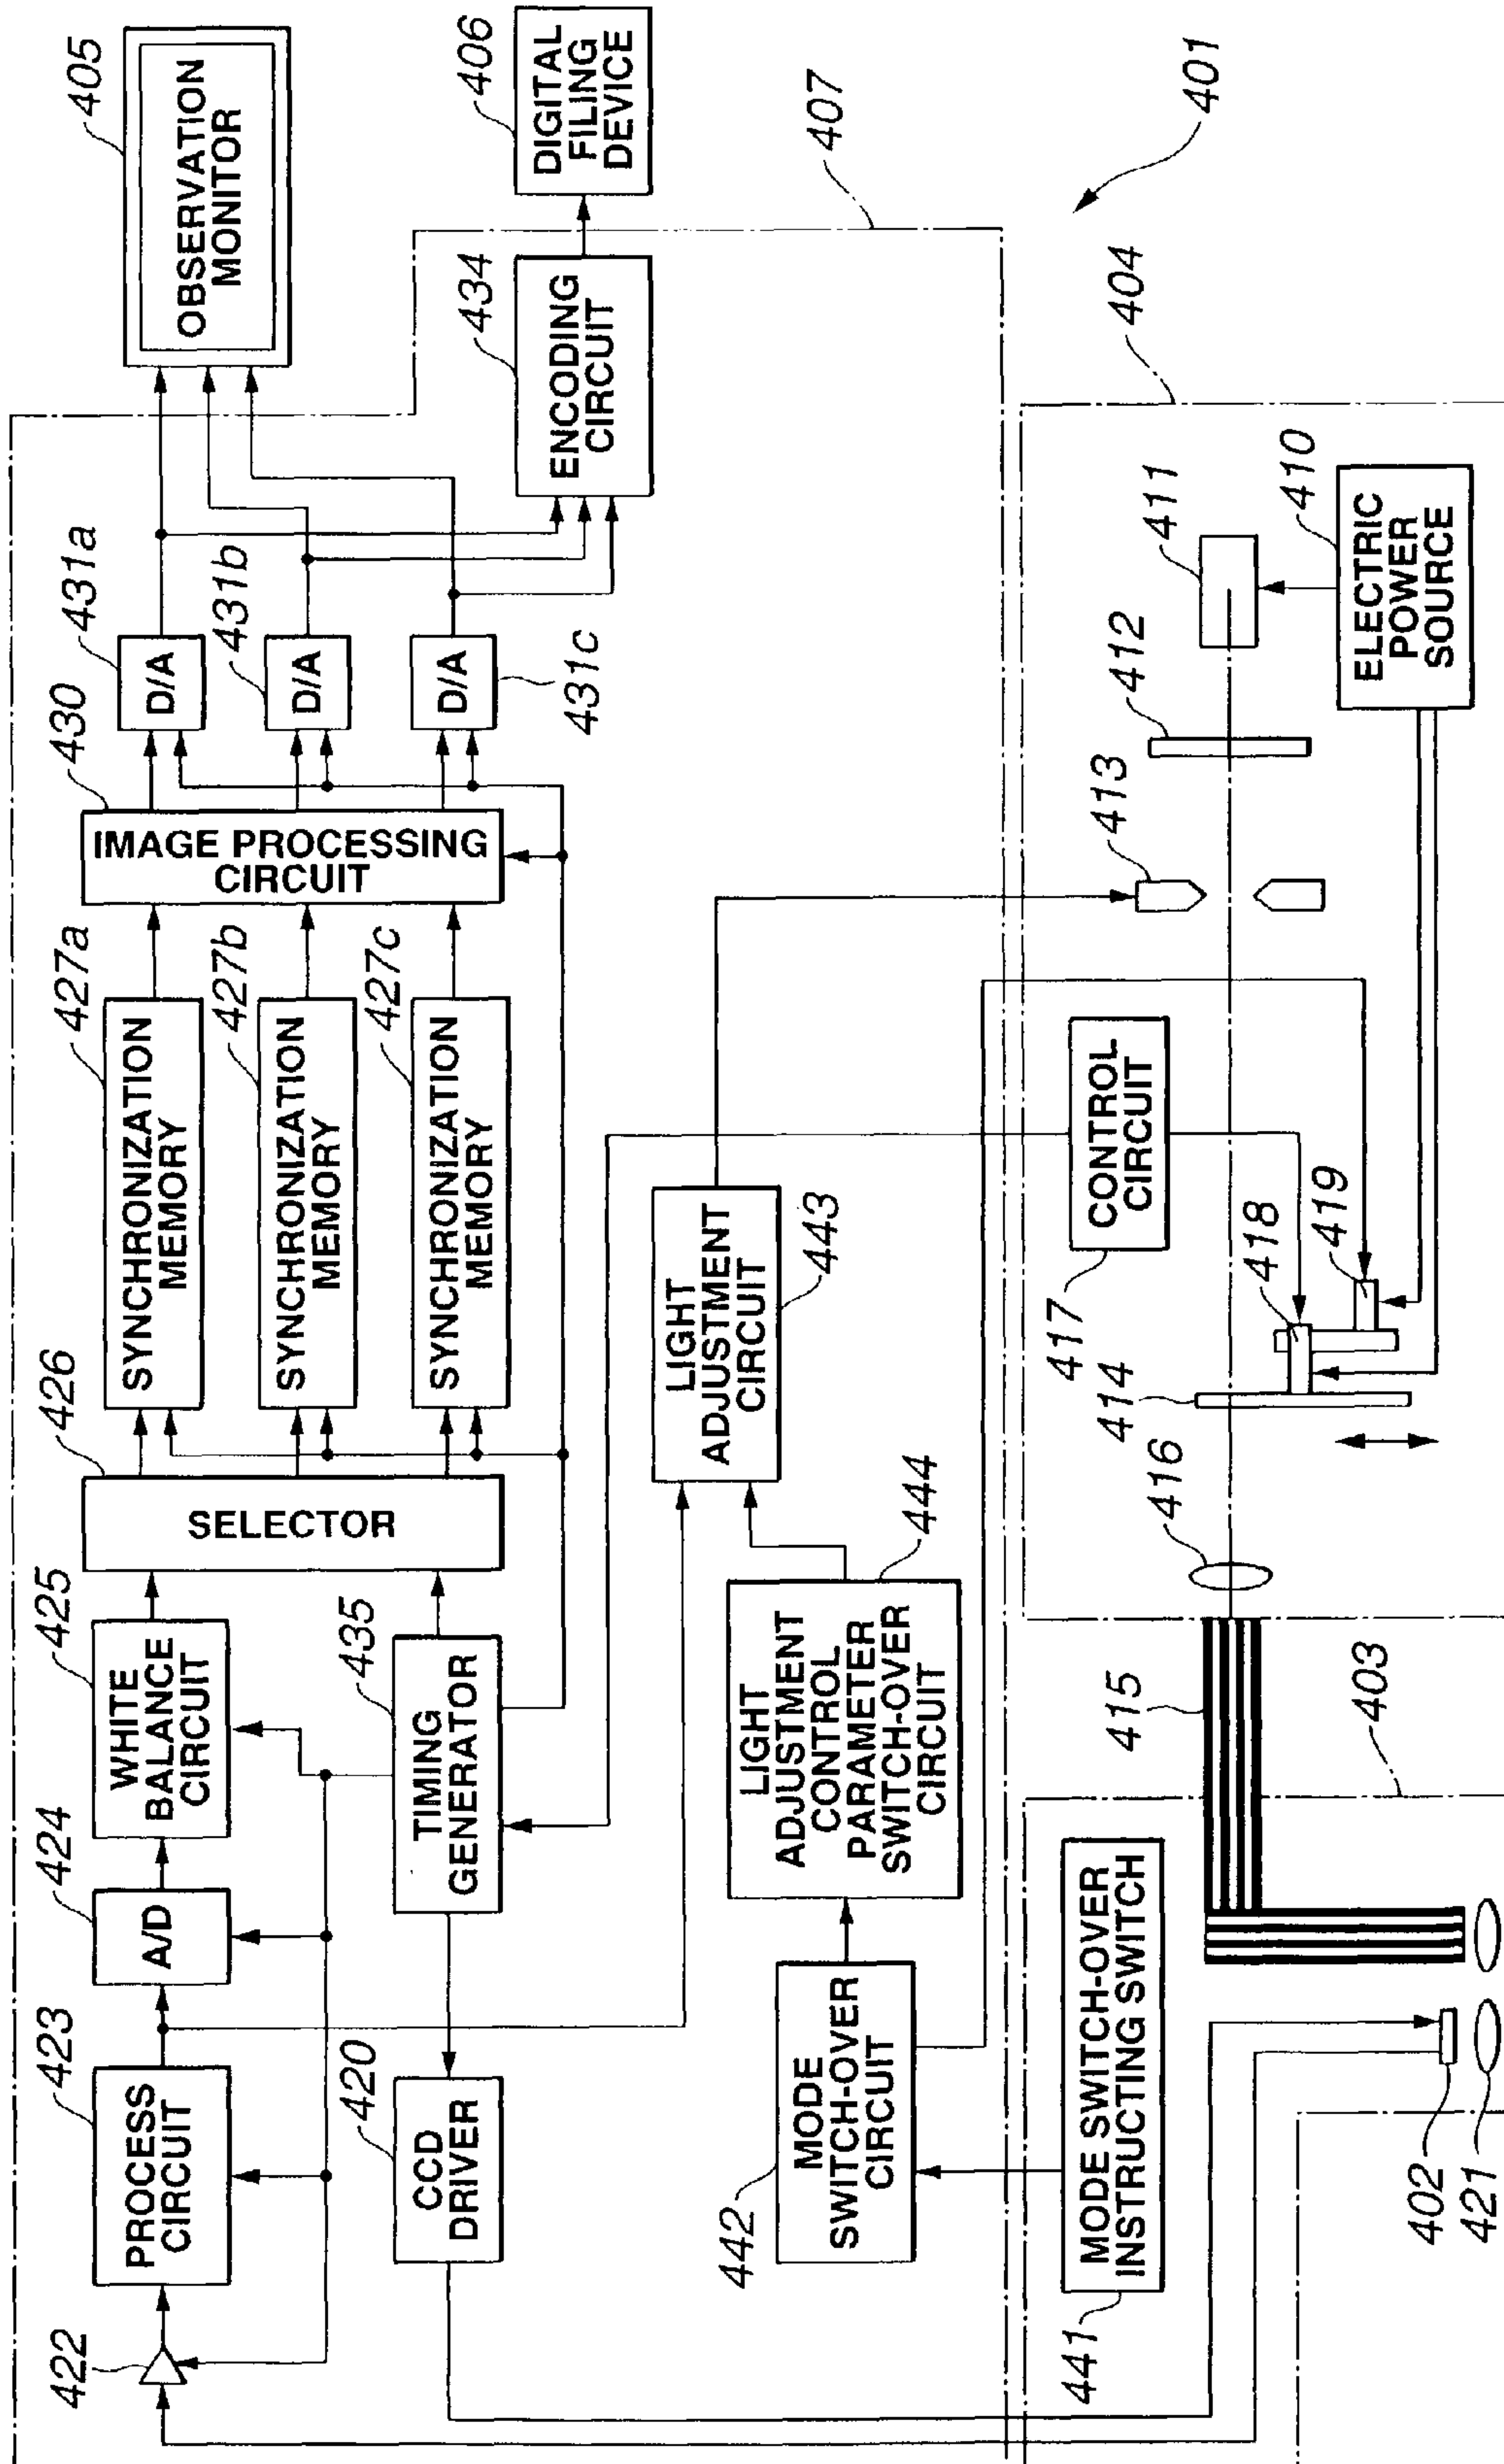 405
OBSERVATION
MONITOR
406
DIGITAL
FILING
DEVICE
407
401
434
ENCODING
CIRCUIT
404
431a
D/A
431b
D/A
431c
D/A
430
IMAGE PROCESSING
CIRCUIT
427a
SYNCHRONIZATION
MEMORY
427b
SYNCHRONIZATION
MEMORY
427c
SYNCHRONIZATION
MEMORY
426
SELECTOR
425
WHITE
BALANCE
CIRCUIT
424
A/D
423
PROCESS
CIRCUIT
422
435
TIMING
GENERATOR
420
CCD
DRIVER
443
LIGHT
ADJUSTMENT
CIRCUIT
444
LIGHT
ADJUSTMENT
CONTROL
PARAMETER
SWITCH-OVER
CIRCUIT
442
MODE
SWITCH-OVER
CIRCUIT
441
MODE SWITCH-OVER
INSTRUCTING SWITCH
410
ELECTRIC
POWER
SOURCE
411
412
413
417
CONTROL
CIRCUIT
418
419
414
416
415
403
402
421